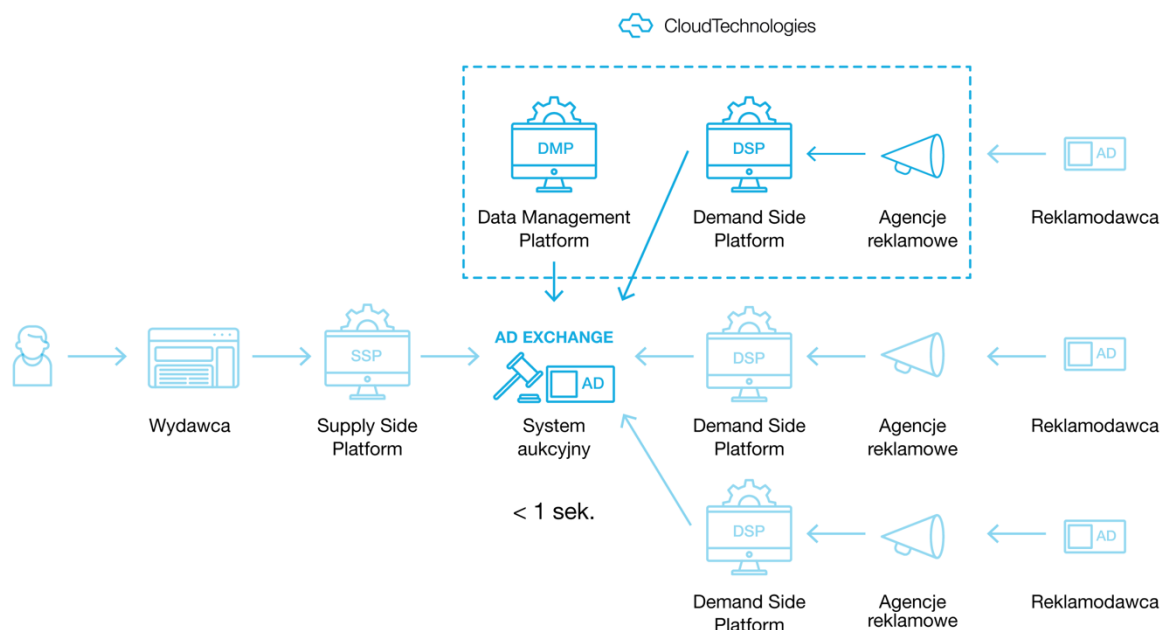 CloudTechnologies
DMP
DSP
AD
Data Management
Platform
Demand Side
Platform
Agencje
reklamowe
Reklamodawca
AD EXCHANGE
SSP
AD
DSP
AD
Wydawca
Supply Side
Platform
System
aukcyjny
Demand Side
Platform
Agencje
reklamowe
Reklamodawca
< 1 sek.
DSP
AD
Demand Side
Platform
Agencje
reklamowe
Reklamodawca